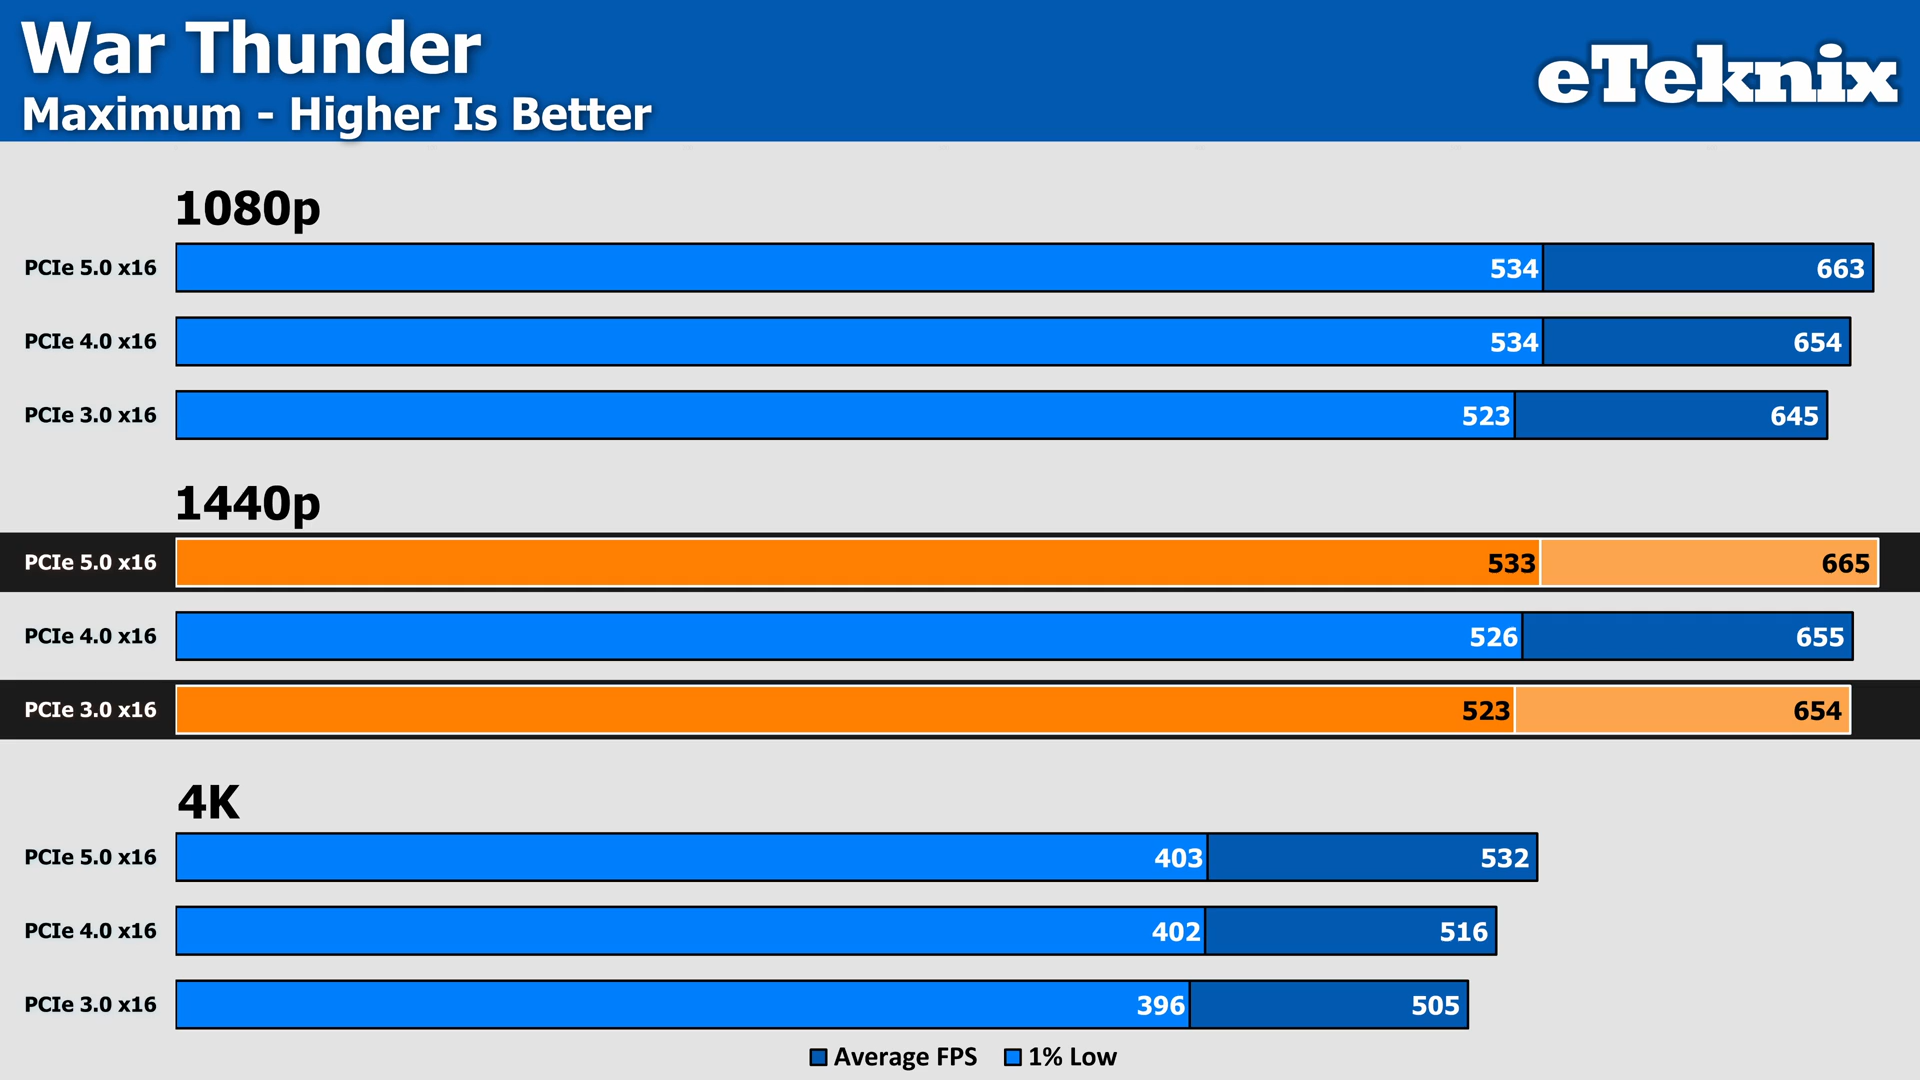 War Thunder
Maximum - Higher Is Better
eTeknix
1080p
PCIe 5.0 x16 534 663
PCIe 4.0 x16 534 654
PCIe 3.0 x16 523 645
1440p
PCIe 5.0 x16 533 665
PCIe 4.0 x16 526 655
PCIe 3.0 x16 523 654
4K
PCIe 5.0 x16 403 532
PCIe 4.0 x16 402 516
PCIe 3.0 x16 396 505
Average FPS 1% Low